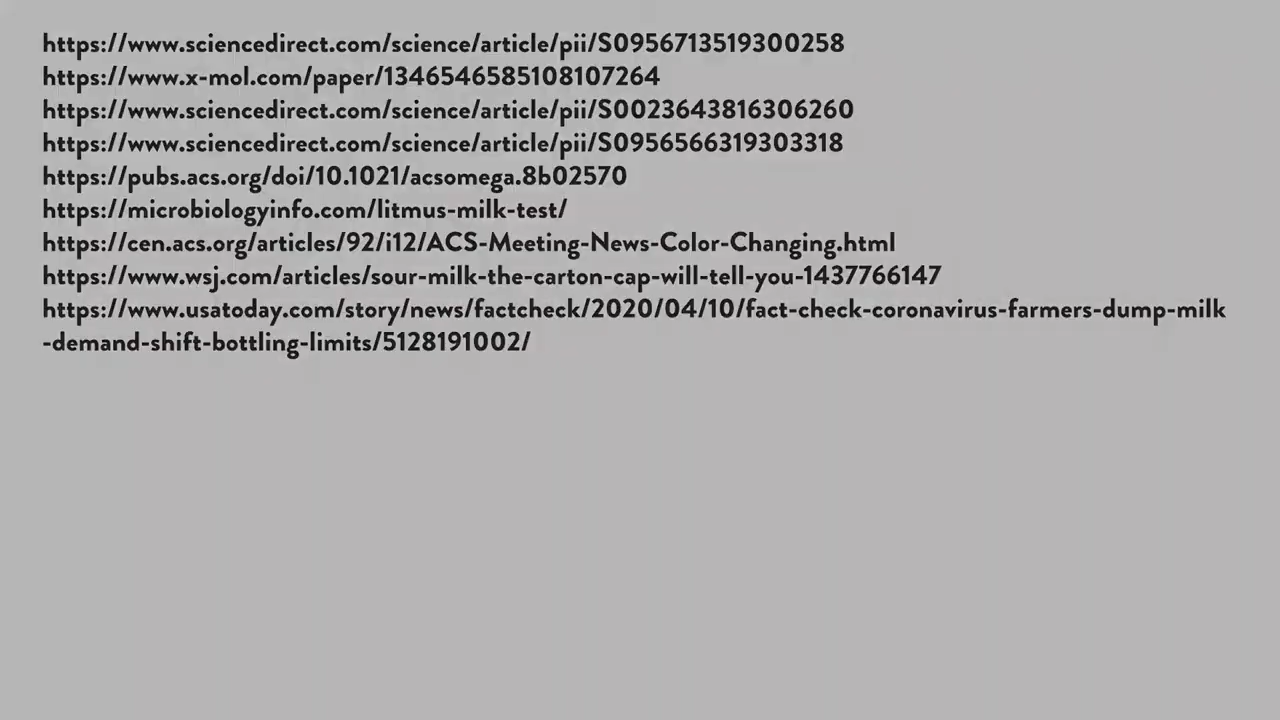 https://www.sciencedirect.com/science/article/pii/S0956713519300258
https://www.x-mol.com/paper/1346546585108107264
https://www.sciencedirect.com/science/article/pii/S0023643816306260
https://www.sciencedirect.com/science/article/pii/S0956566319303318
https://pubs.acs.org/doi/10.1021/acsomega.8b02570
https://microbiologyinfo.com/litmus-milk-test/
https://cen.acs.org/articles/92/i12/ACS-Meeting-News-Color-Changing.html
https://www.wsj.com/articles/sour-milk-the-carton-cap-will-tell-you-1437766147
https://www.usatoday.com/story/news/factcheck/2020/04/10/fact-check-coronavirus-farmers-dump-milk
-demand-shift-bottling-limits/5128191002/